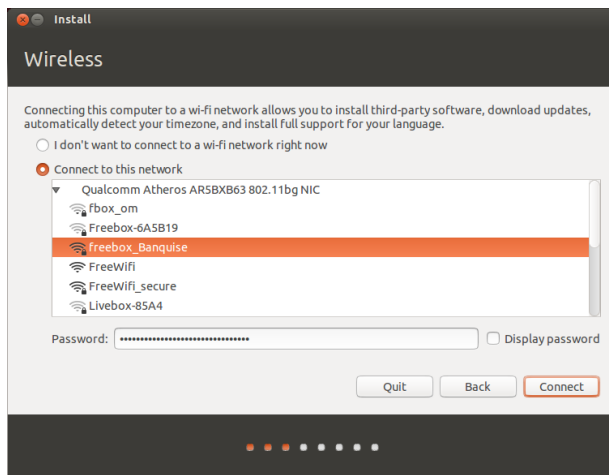 Install
Wireless
Connecting this computer to a wi-fi network allows you to install third-party software, download updates,
automatically detect your timezone, and install full support for your language.
I don't want to connect to a wi-fi network right now
Connect to this network
Qualcomm Atheros AR5BXB63 802.11bg NIC
fbox_om
Freebox-6A5B19
freebox_Banquise
FreeWifi
FreeWifi_secure
Livebox-85A4
Password: Display password
Quit Back Connect